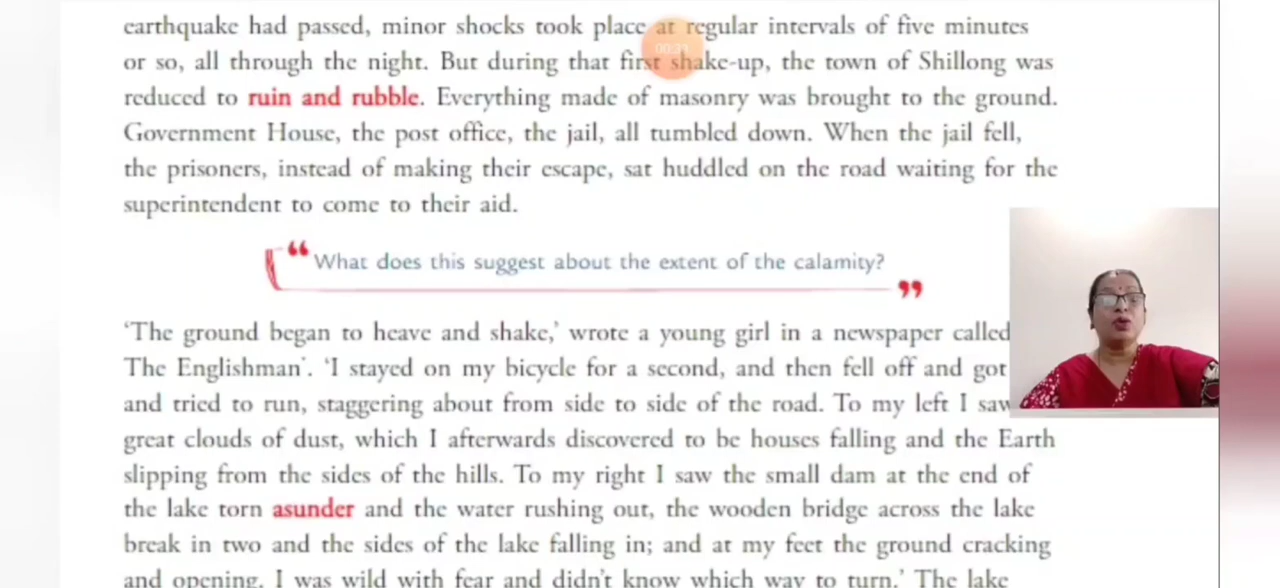 earthquake had passed, minor shocks took place at regular intervals of five minutes
or so, all through the night. But during that first shake-up, the town of Shillong was
reduced to ruin and rubble. Everything made of masonry was brought to the ground.
Government House, the post office, the jail, all tumbled down. When the jail fell,
the prisoners, instead of making their escape, sat huddled on the road waiting for the
superintendent to come to their aid.
“What does this suggest about the extent of the calamity?”
‘The ground began to heave and shake,’ wrote a young girl in a newspaper called
The Englishman’. ‘I stayed on my bicycle for a second, and then fell off and got
and tried to run, staggering about from side to side of the road. To my left I saw
great clouds of dust, which I afterwards discovered to be houses falling and the Earth
slipping from the sides of the hills. To my right I saw the small dam at the end of
the lake torn asunder and the water rushing out, the wooden bridge across the lake
break in two and the sides of the lake falling in; and at my feet the ground cracking
and opening. I was wild with fear and didn’t know which way to turn.’ The lake